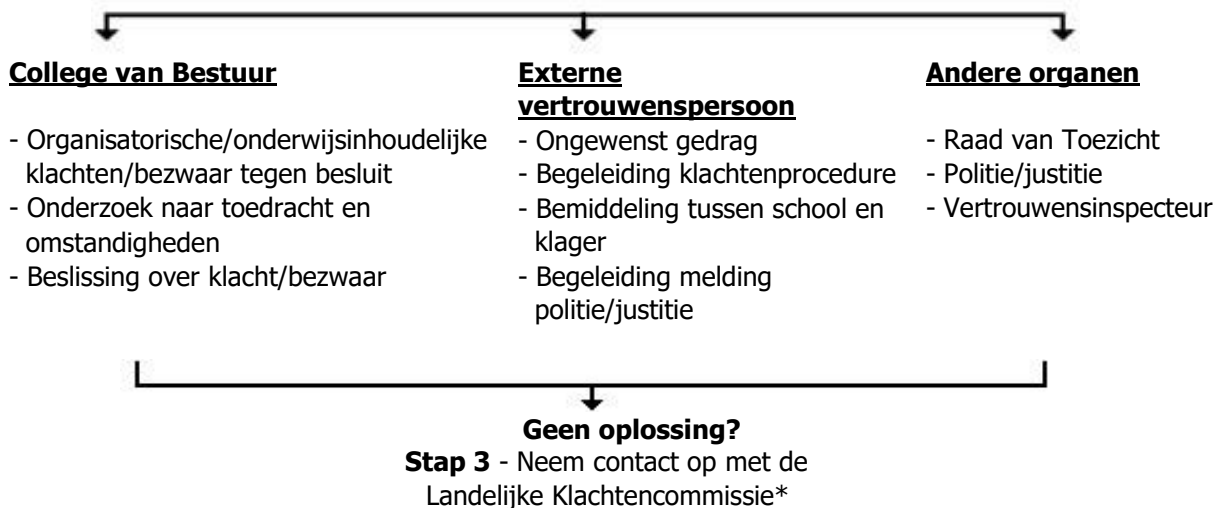 College van Bestuur
- Organisatorische/onderwijsinhoudelijke
klachten/bezwaar tegen besluit
- Onderzoek naar toedracht en
omstandigheden
- Beslissing over klacht/bezwaar
Externe
vertrouwenspersoon
- Ongewenst gedrag
- Begeleiding klachtenprocedure
- Bemiddeling tussen school en
klager
- Begeleiding melding
politie/justitie
Andere organen
- Raad van Toezicht
- Politie/justitie
- Vertrouwensinspecteur
Geen oplossing?
Stap 3 - Neem contact op met de
Landelijke Klachtencommissie*